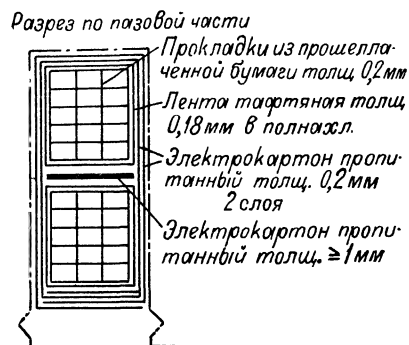 Разрез по пазовой части
Прокладки из прошелла-
ченной бумаги толщ 0,2мм
Лента тафтяная толщ
0,18мм в полнахл.
Электрокартон пропи-
танный толщ. 0,2мм
2 слоя
Электрокартон пропи-
танный толщ. ≥1мм